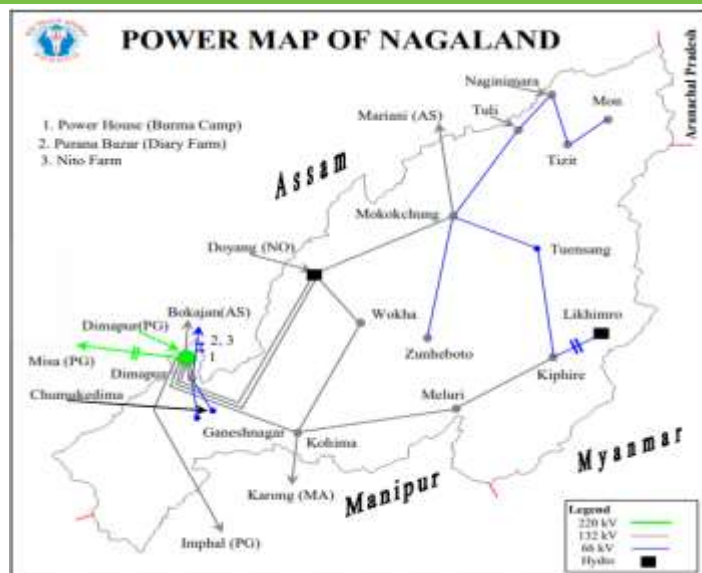 POWER MAP OF NAGALAND
1. Power House (Burma Camp)
2. Purana Bazar (Diary Farm)
3. Nito Farm
Arunachal Pradesh
Naginimara
Mon
Tuli
Mariani (AS)
Tizit
Assam
Mokokchung
Doyang (NO)
Tuensang
Bokajan(AS)
Likhimro
Dimapur(PG)
Wokha
2, 3
1
Zunheboto
Misa (PG)
Dimapur
Kiphire
Chumukedima
Meluri
Ganeshnagar
Kohima
Myanmar
Karong (MA)
Manipur
Imphal (PG)
Legend
220 kV
132 kV
66 kV
Hydro